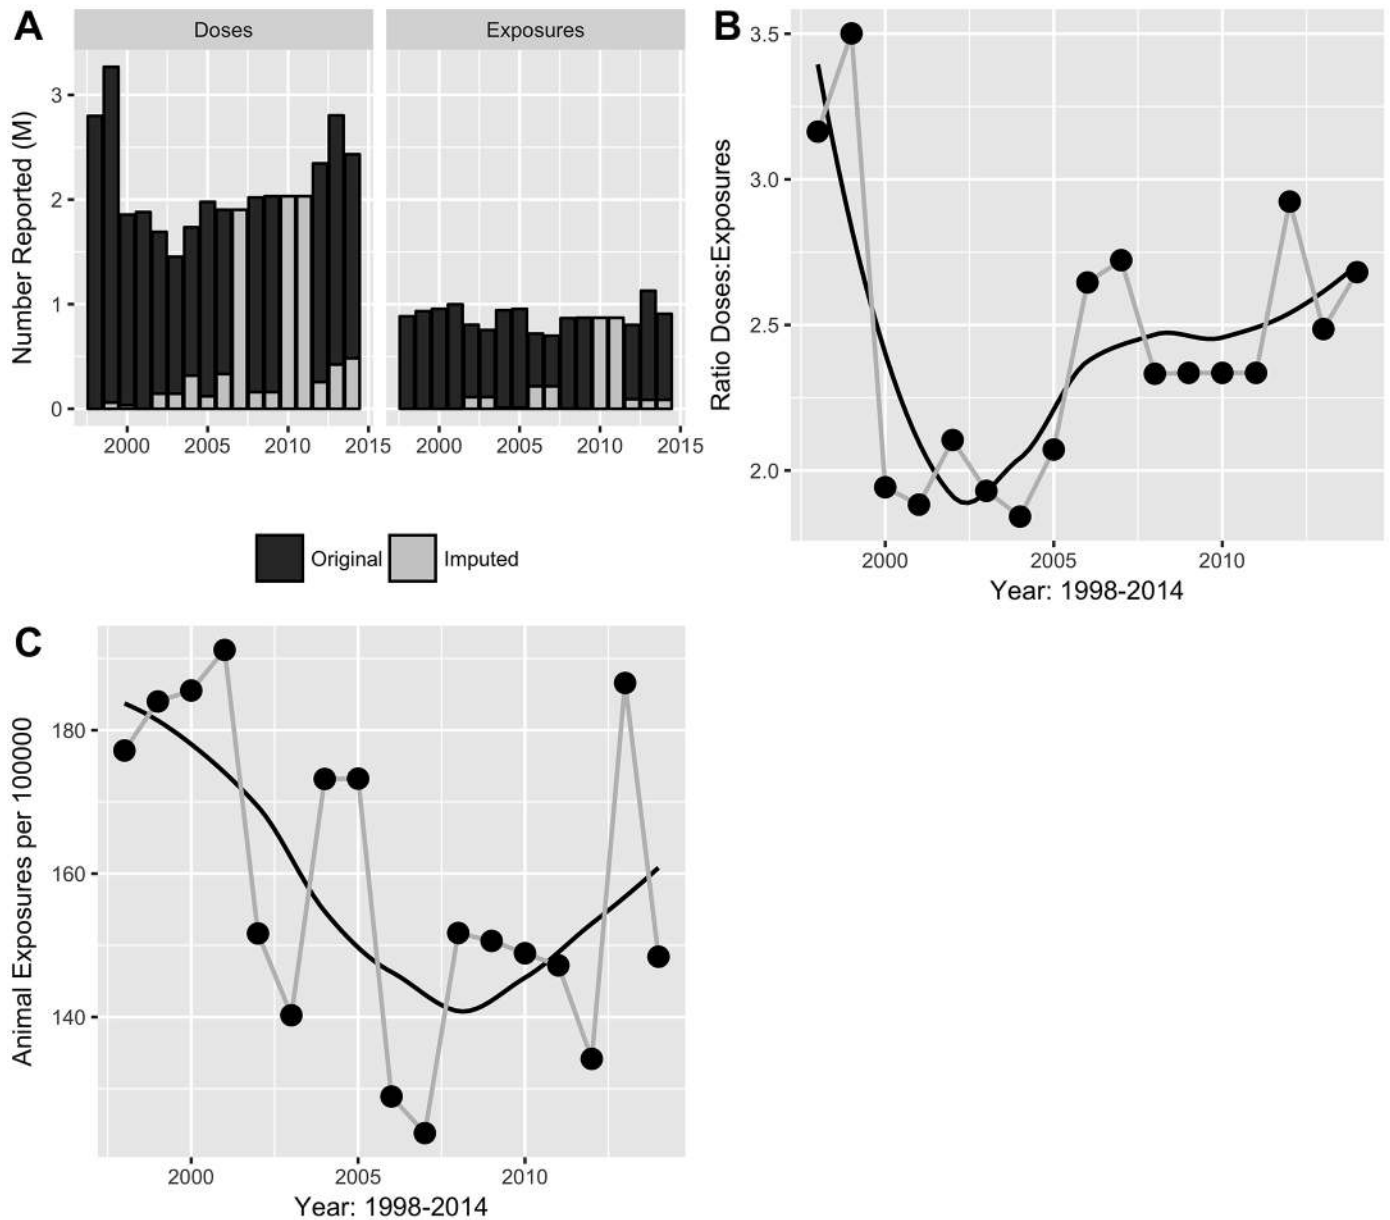 A
Doses
Exposures
Number Reported (M)
3
2
1
0
2000 2005 2010 2015
2000 2005 2010 2015
Original
Imputed
B
Ratio Doses:Exposures
3.5
3.0
2.5
2.0
2000 2005 2010
Year: 1998-2014
C
Animal Exposures per 100000
180
160
140
2000 2005 2010
Year: 1998-2014